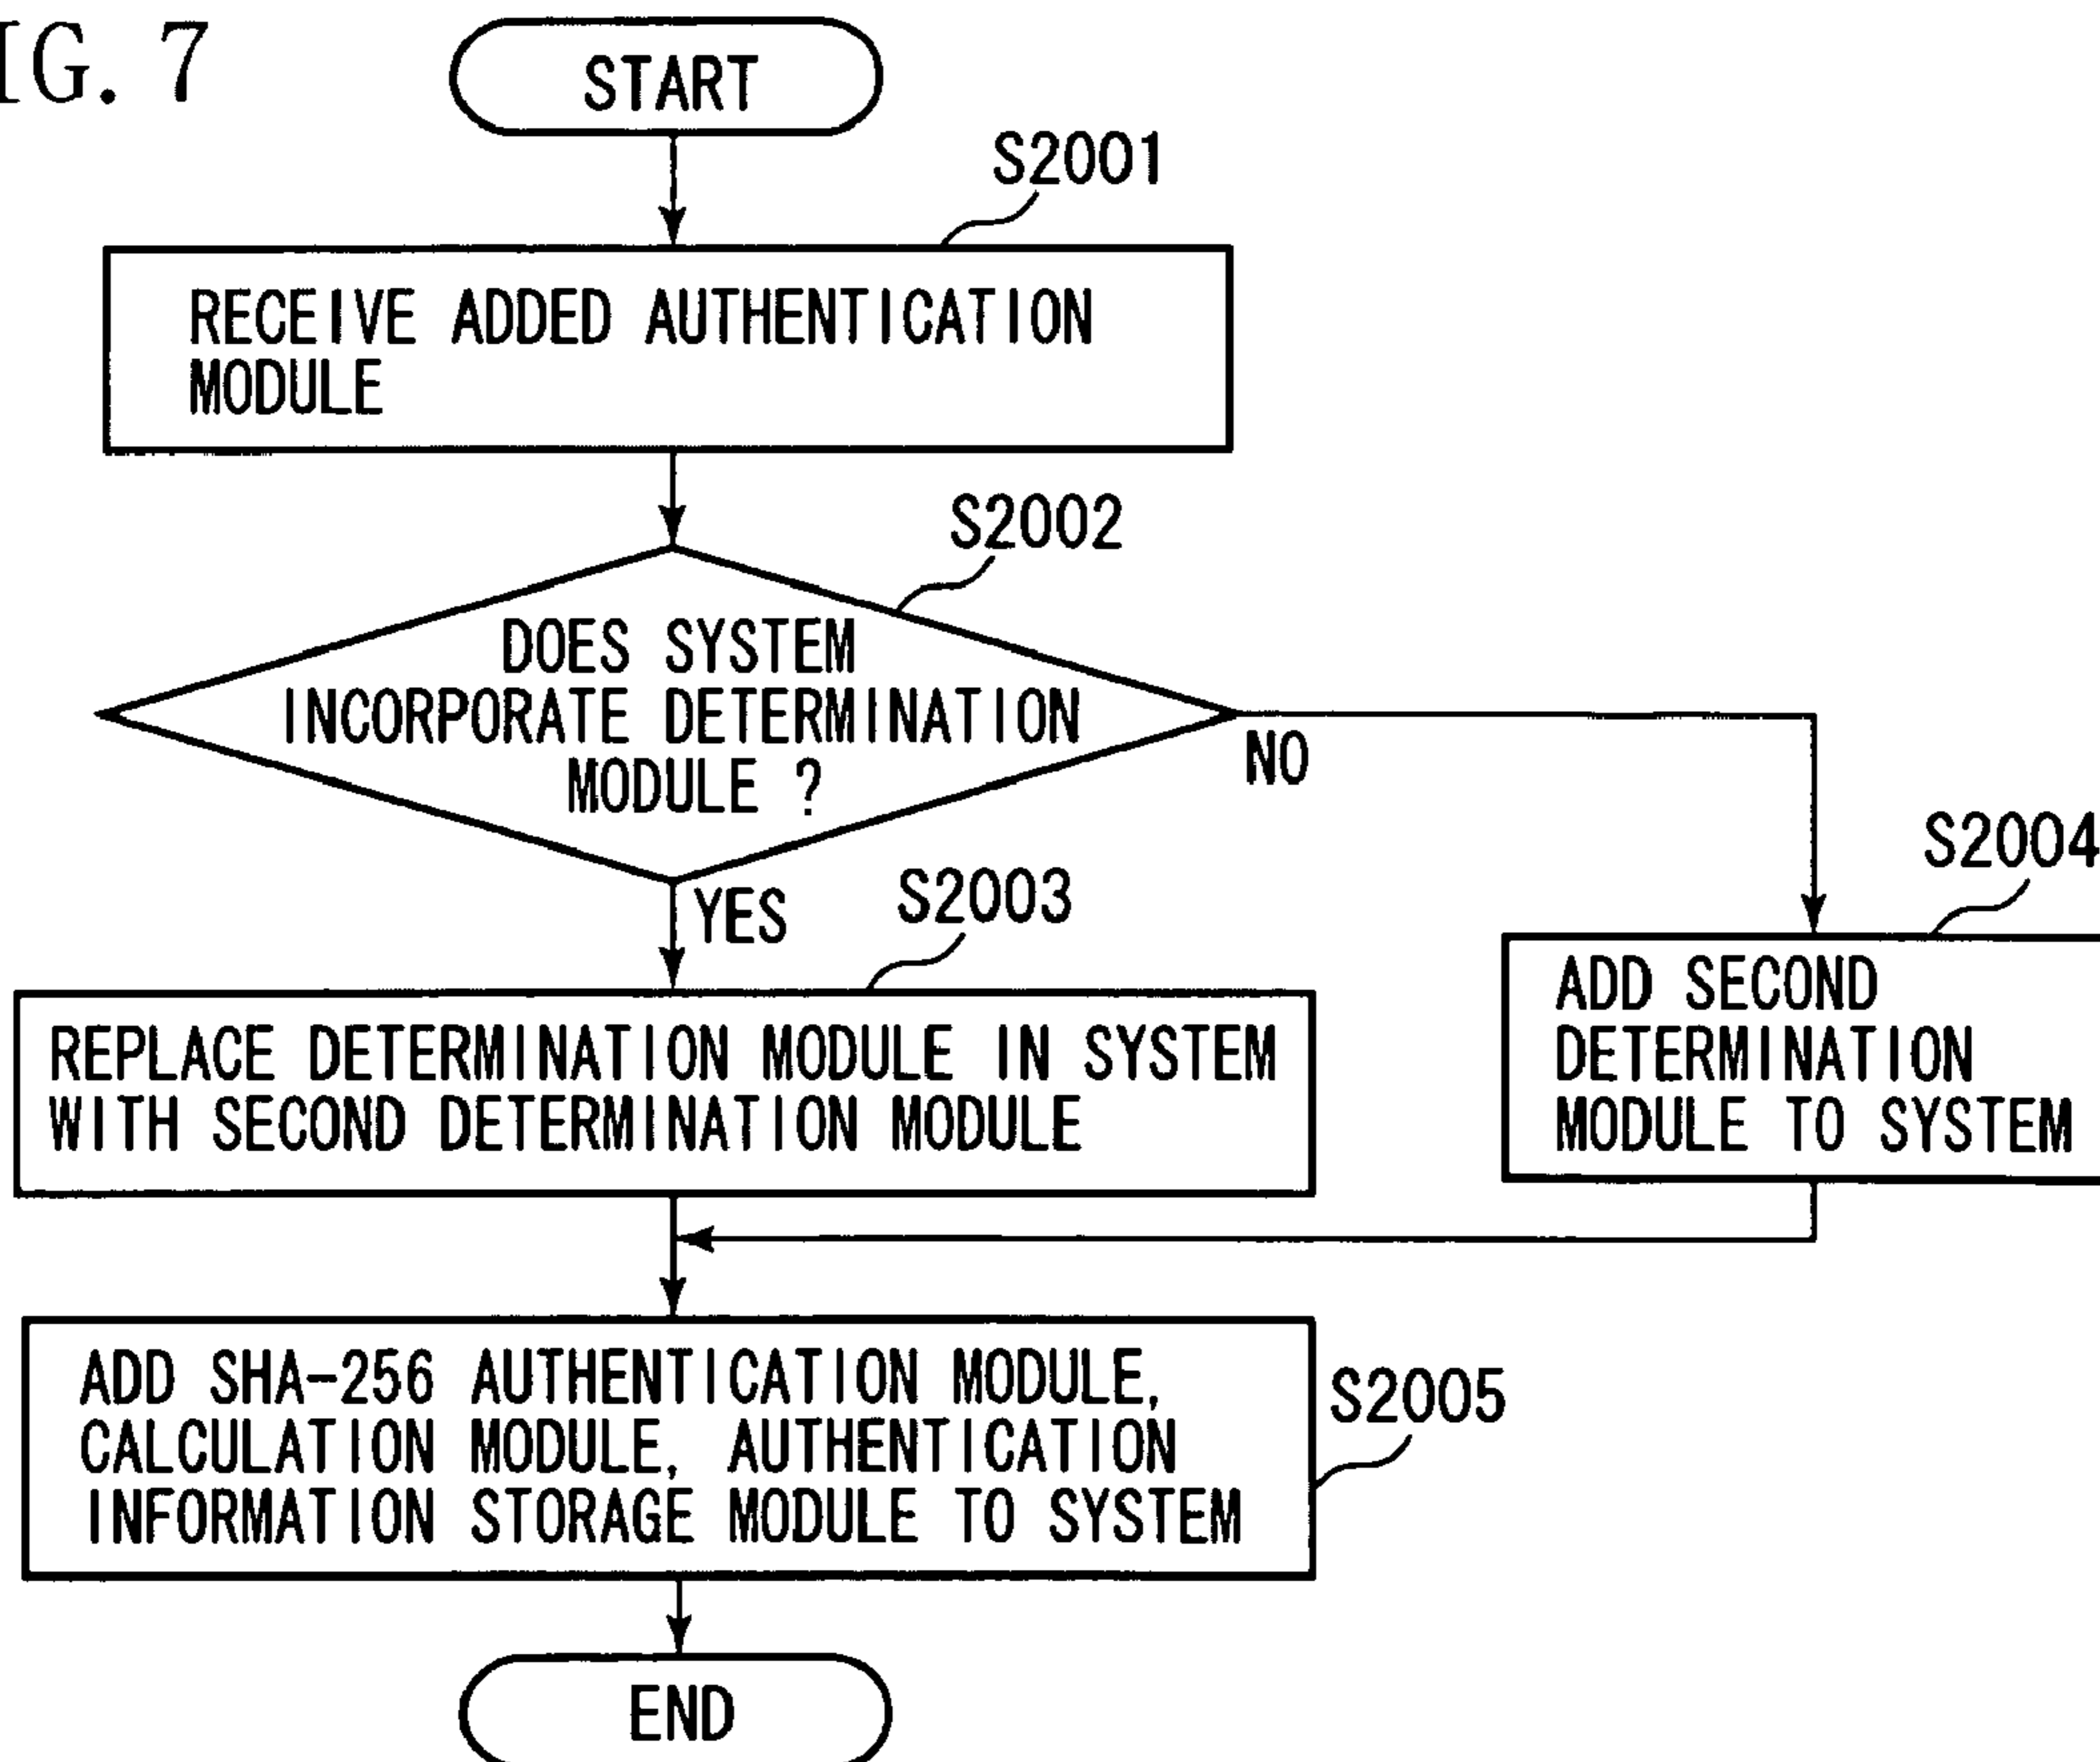 IG. 7
START
S2001
RECEIVE ADDED AUTHENTICATION
MODULE
S2002
DOES SYSTEM
INCORPORATE DETERMINATION
MODULE ?
NO
YES
S2003
S2004
REPLACE DETERMINATION MODULE IN SYSTEM
WITH SECOND DETERMINATION MODULE
ADD SECOND
DETERMINATION
MODULE TO SYSTEM
ADD SHA-256 AUTHENTICATION MODULE,
CALCULATION MODULE, AUTHENTICATION
INFORMATION STORAGE MODULE TO SYSTEM
S2005
END